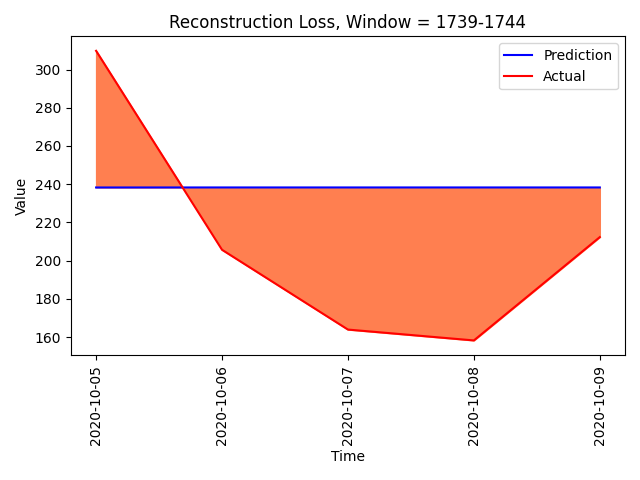 Reconstruction Loss, Window = 1739-1744
Prediction
Actual
Value
300
280
260
240
220
200
180
160
2020-10-05
2020-10-06
2020-10-07
2020-10-08
2020-10-09
Time